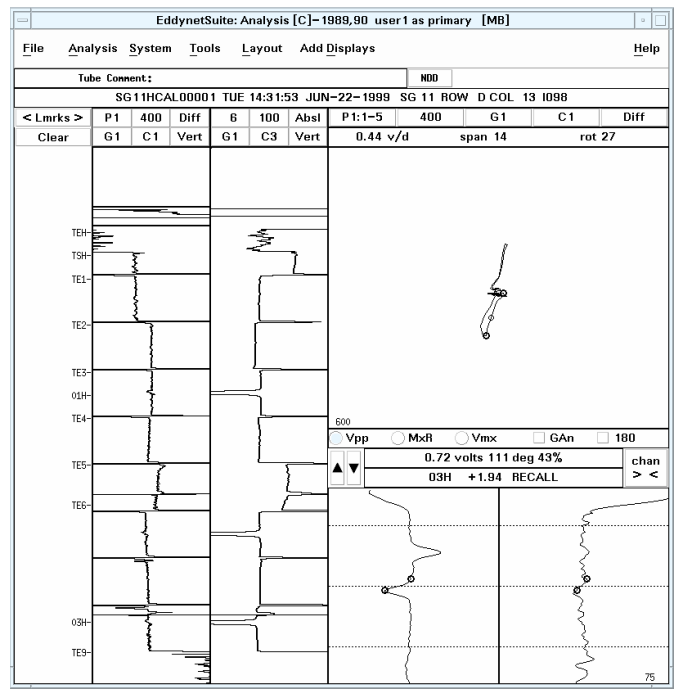 EddynetSuite: Analysis [C]-1989,90 user1 as primary [MB]
File Analysis System Tools Layout Add Displays Help
Tube Comment: NDD
SG11HCAL00001 TUE 14:31:53 JUN-22-1999 SG 11 ROW D COL 13 I098
< Lmrks > P1 400 Diff 6 100 Absl P1:1-5 400 G1 C1 Diff
Clear G1 C1 Vert G1 C3 Vert 0.44 v/d span 14 rot 27
TEH-
TSH-
TE1-
TE2-
TE3-
01H-
TE4-
TE5-
TE6-
03H-
TE9-
600
Vpp MxR Vmx GAn 180
0.72 volts 111 deg 43% chan
03H +1.94 RECALL > <
75